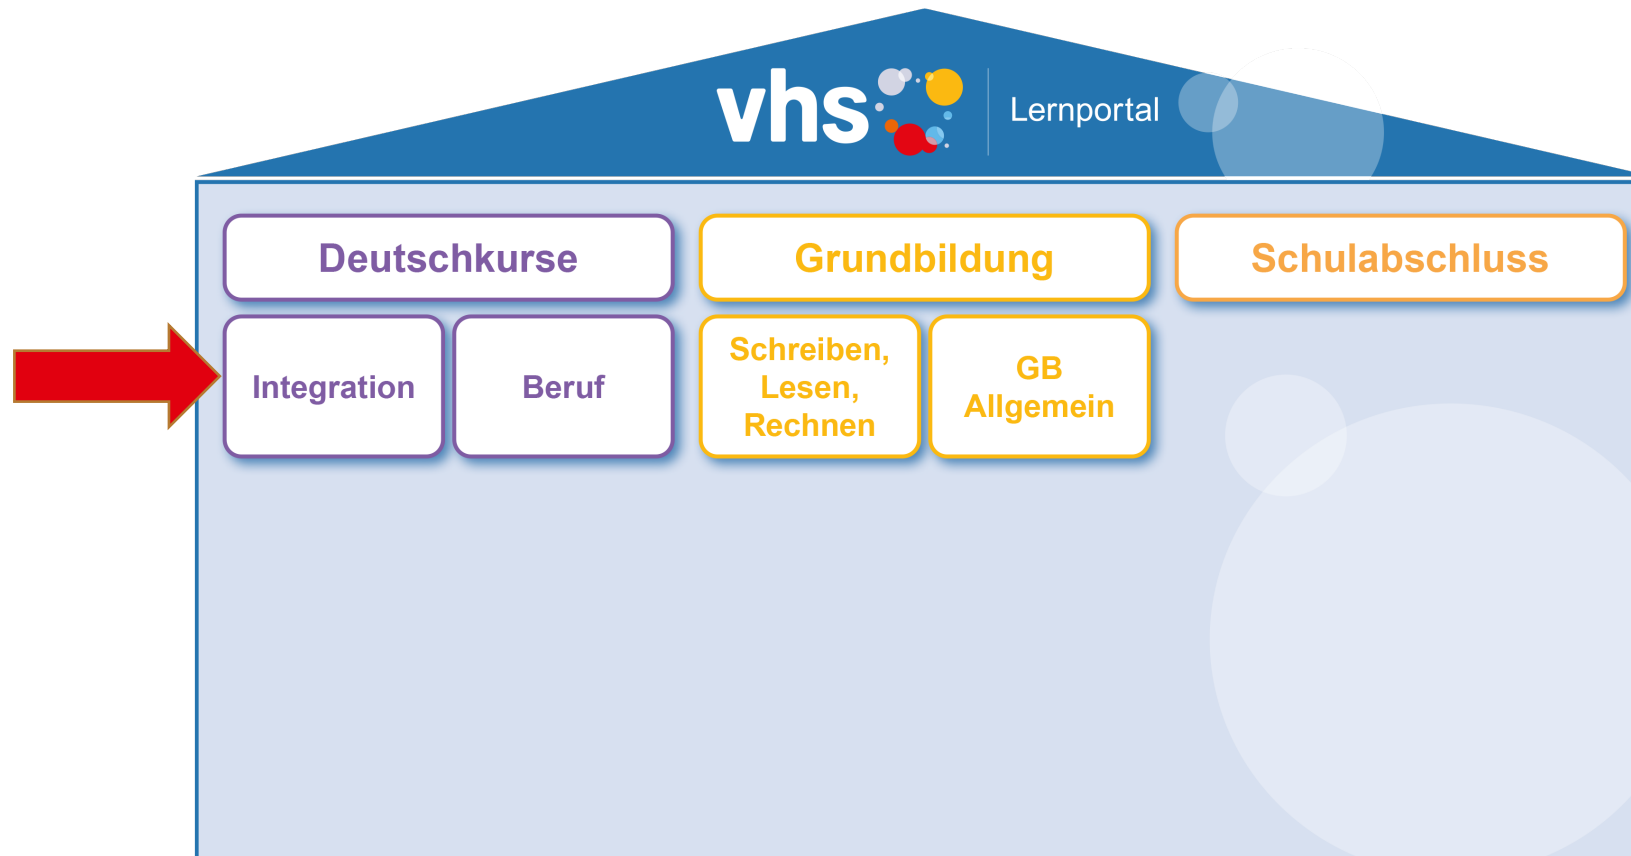 vhs Lernportal
Deutschkurse
Grundbildung
Schulabschluss
Integration
Beruf
Schreiben,
Lesen,
Rechnen
GB
Allgemein